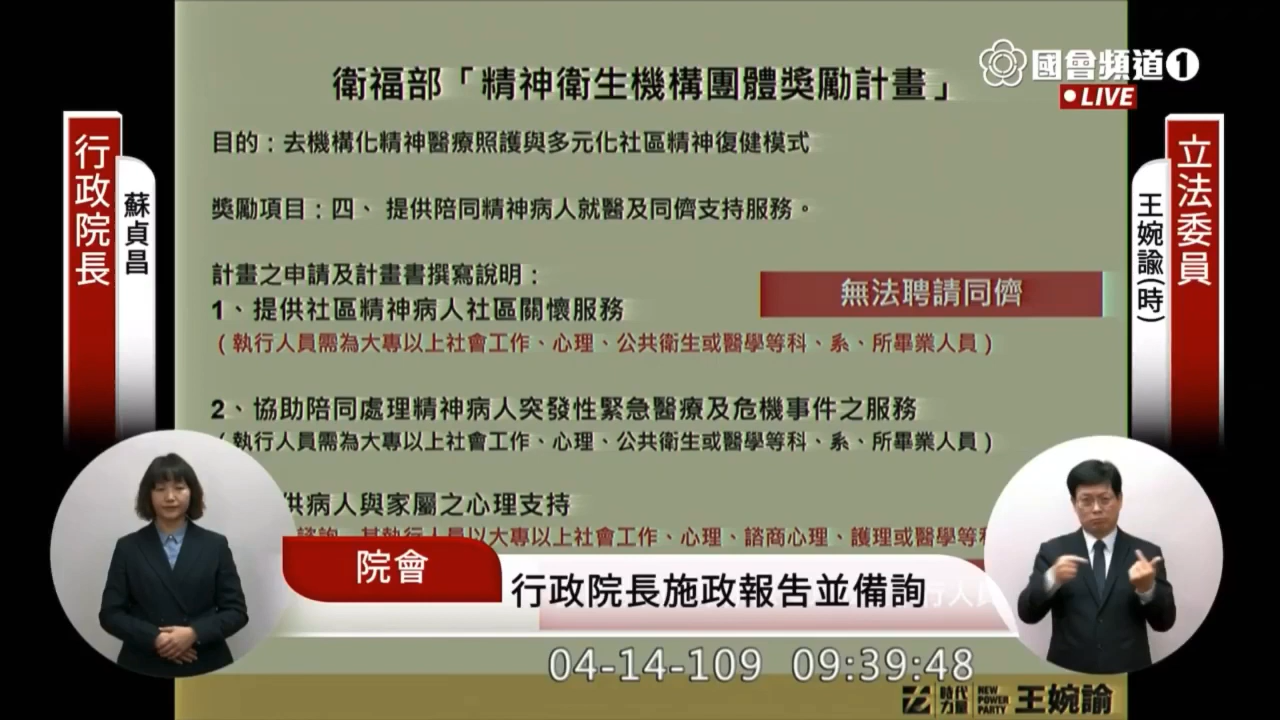 衛福部「精神衛生機構團體獎勵計畫」
國會頻道1
LIVE
目的：去機構化精神醫療照護與多元化社區精神復健模式
獎勵項目：四、 提供陪同精神病人就醫及同儕支持服務。
計畫之申請及計畫書撰寫說明：
無法聘請同儕
1、提供社區精神病人社區關懷服務
（執行人員需為大專以上社會工作、心理、公共衛生或醫學等科、系、所畢業人員）
2、協助陪同處理精神病人突發性緊急醫療及危機事件之服務
（執行人員需為大專以上社會工作、心理、公共衛生或醫學等科、系、所畢業人員）
供病人與家屬之心理支持
諮詢，其執行人員以大專以上社會工作、心理、諮商心理、護理或醫學等科
行人員
行政院長
蘇貞昌
立法委員
王婉諭(時)
院會
行政院長施政報告並備詢
04-14-109 09:39:48
時代力量
NEW POWER PARTY
王婉諭